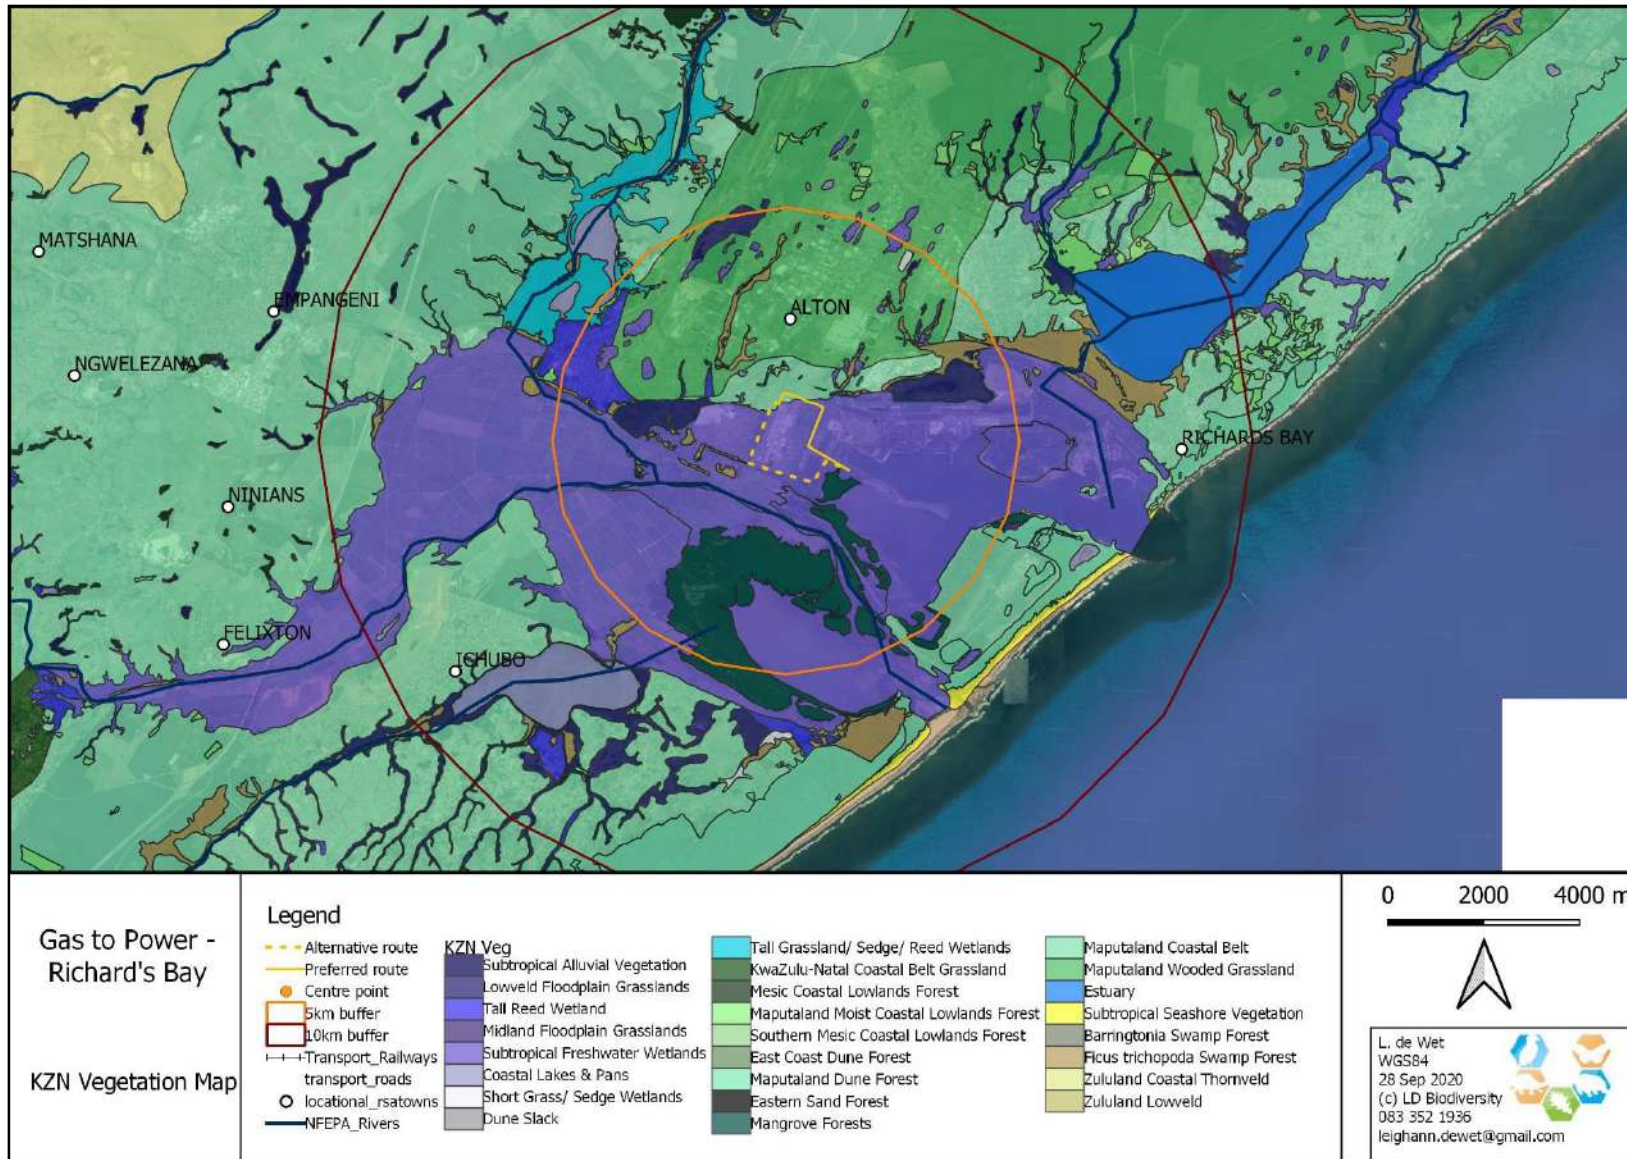 MATSHANA
EMPANGENI
ALTON
NGWELEZANA
RICHARDS BAY
NINIANS
FELIXTON
ICHUBO
Gas to Power -
Richard's Bay
KZN Vegetation Map
Legend
Alternative route
Preferred route
Centre point
5km buffer
10km buffer
Transport_Railways
transport_roads
locational_rsatowns
NFEPA_Rivers
KZN Veg
Subtropical Alluvial Vegetation
Lowveld Floodplain Grasslands
Tall Reed Wetland
Midland Floodplain Grasslands
Subtropical Freshwater Wetlands
Coastal Lakes & Pans
Short Grass/ Sedge Wetlands
Dune Slack
Tall Grassland/ Sedge/ Reed Wetlands
KwaZulu-Natal Coastal Belt Grassland
Mesic Coastal Lowlands Forest
Maputaland Moist Coastal Lowlands Forest
Southern Mesic Coastal Lowlands Forest
East Coast Dune Forest
Maputaland Dune Forest
Eastern Sand Forest
Mangrove Forests
Maputaland Coastal Belt
Maputaland Wooded Grassland
Estuary
Subtropical Seashore Vegetation
Barringtonia Swamp Forest
Ficus trichopoda Swamp Forest
Zululand Coastal Thornveld
Zululand Lowveld
0 2000 4000 m
L. de Wet
WGS84
28 Sep 2020
(c) LD Biodiversity
083 352 1936
leighann.dewet@gmail.com